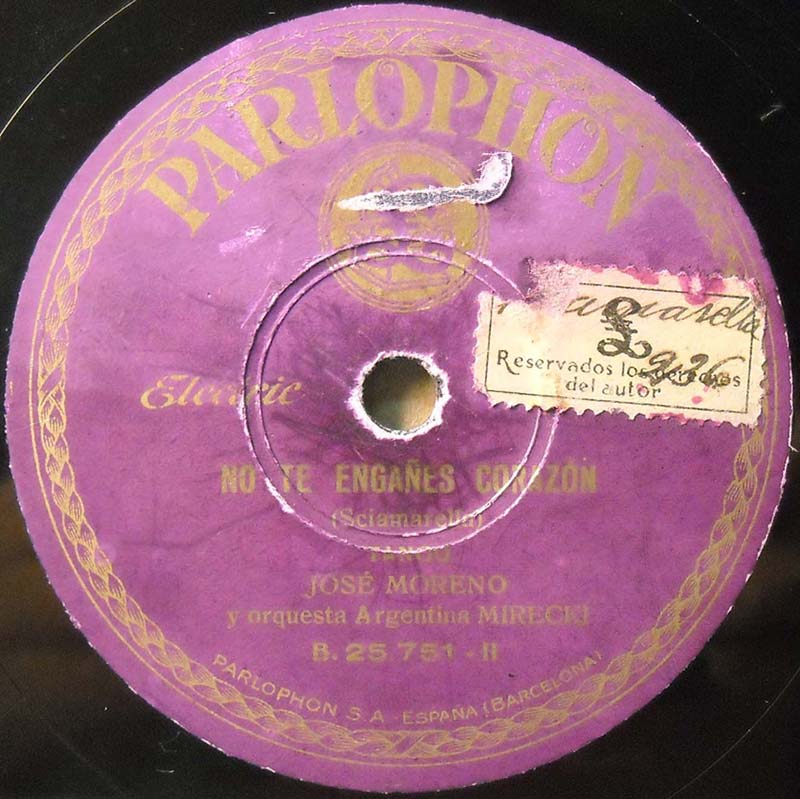 PARLOPHON
Electric
Reservados los derechos
del autor
NO TE ENGAÑES CORAZÓN
(Sciamarella)
TANGO
JOSÉ MORENO
y orquesta Argentina MIRECKI
B. 25.751 - II
PARLOPHON S.A - ESPAÑA (BARCELONA)